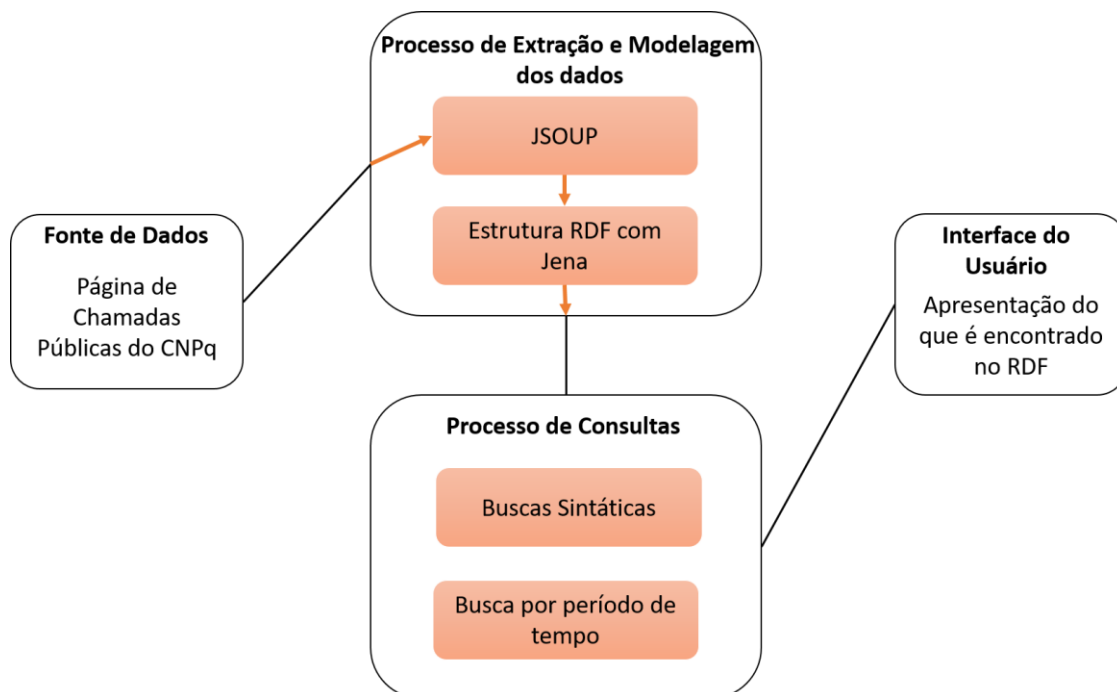 Processo de Extração e Modelagem
dos dados
JSOUP
Estrutura RDF com
Jena
Fonte de Dados
Página de
Chamadas
Públicas do CNPq
Interface do
Usuário
Apresentação do
que é encontrado
no RDF
Processo de Consultas
Buscas Sintáticas
Busca por período de
tempo